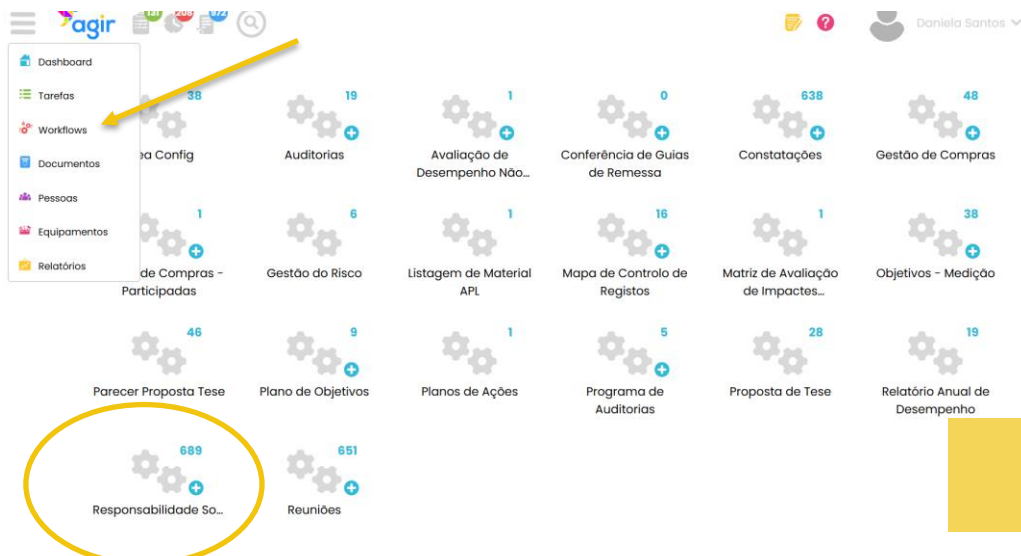 agir
121
208
672
?
Daniela Santos
Dashboard
Tarefas
Workflows
Documentos
Pessoas
Equipamentos
Relatórios
38
19
1
0
638
48
ea Config
Auditorias
Avaliação de
Desempenho Não...
Conferência de Guias
de Remessa
Constatações
Gestão de Compras
1
6
1
16
1
38
de Compras -
Participadas
Gestão do Risco
Listagem de Material
APL
Mapa de Controlo de
Registos
Matriz de Avaliação
de Impactes...
Objetivos - Medição
46
9
1
5
28
19
Parecer Proposta Tese
Plano de Objetivos
Planos de Ações
Programa de
Auditorias
Proposta de Tese
Relatório Anual de
Desempenho
689
651
Responsabilidade So...
Reuniões